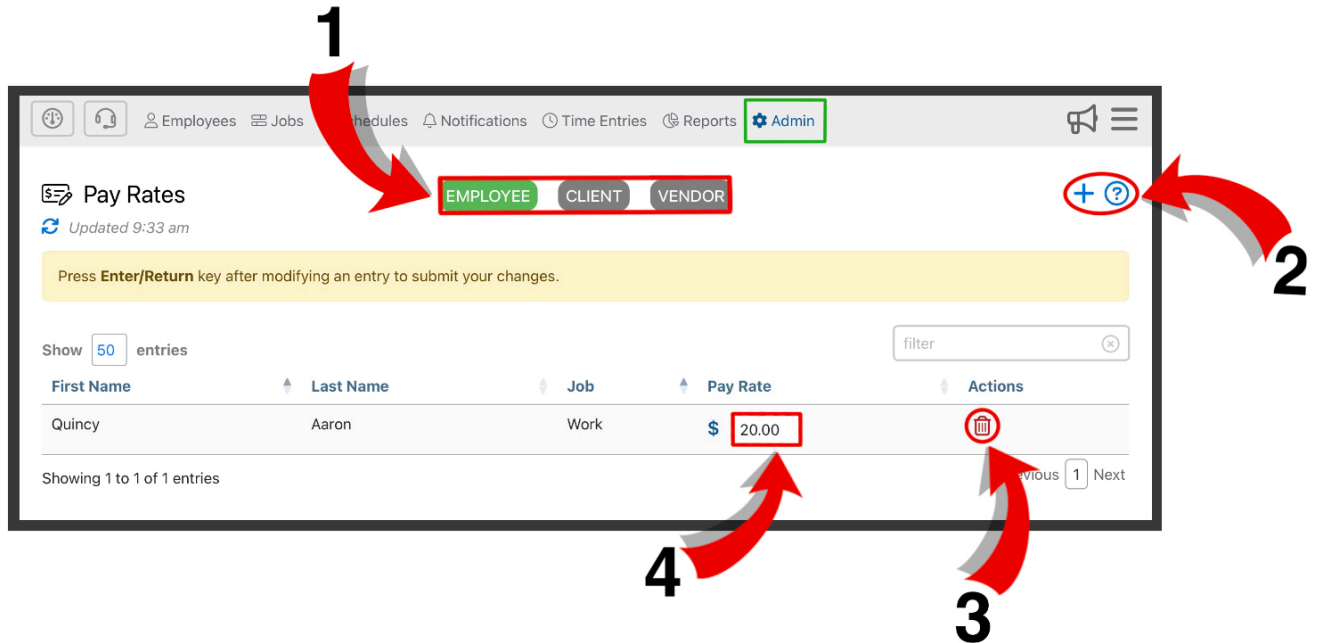 1
Employees Jobs hedules Notifications Time Entries Reports Admin
Pay Rates
EMPLOYEE CLIENT VENDOR
Updated 9:33 am
2
Press Enter/Return key after modifying an entry to submit your changes.
Show 50 entries
filter
First Name Last Name Job Pay Rate Actions
Quincy Aaron Work $ 20.00
Showing 1 to 1 of 1 entries
vious 1 Next
4
3